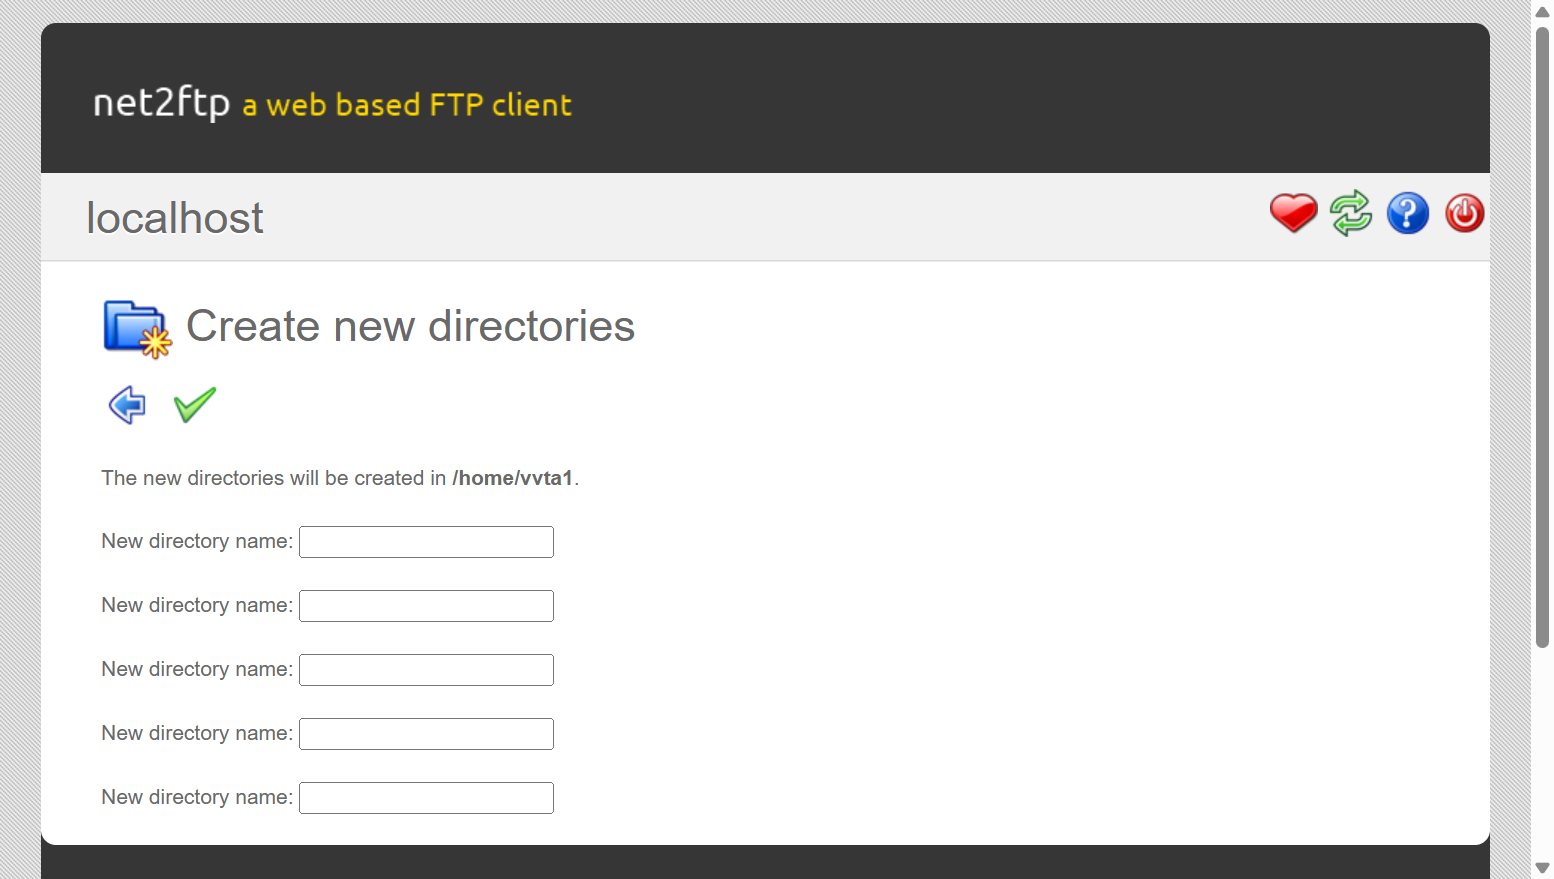 net2ftp a web based FTP client
localhost
Create new directories
The new directories will be created in /home/vvta1.
New directory name:
New directory name:
New directory name:
New directory name:
New directory name: